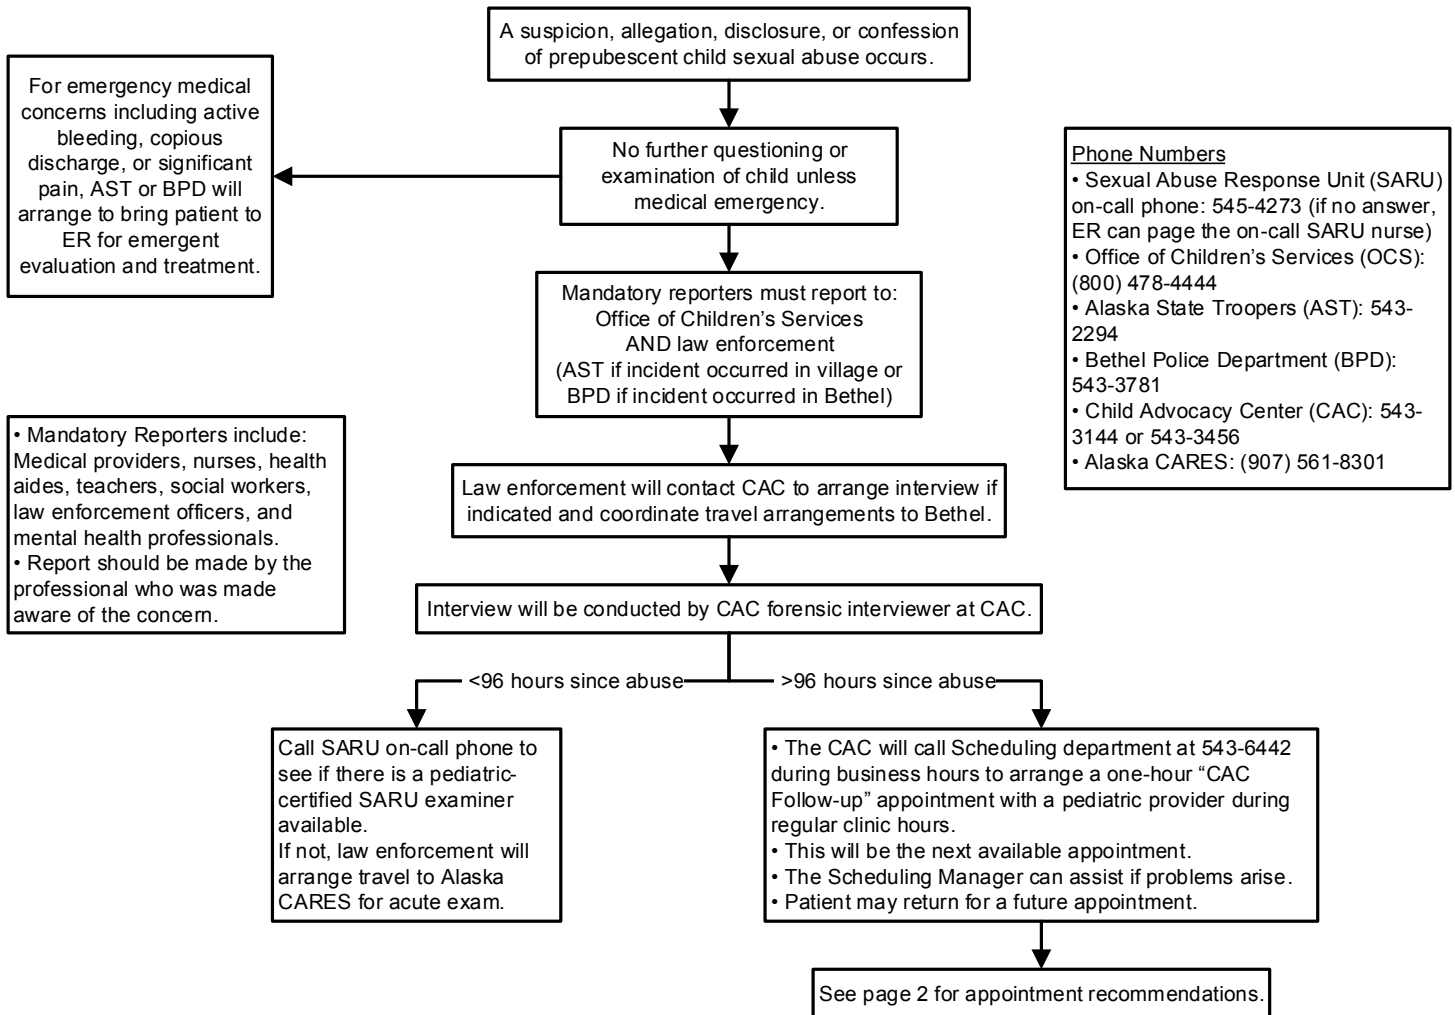 A suspicion, allegation, disclosure, or confession
of prepubescent child sexual abuse occurs.
For emergency medical
concerns including active
bleeding, copious
discharge, or significant
pain, AST or BPD will
arrange to bring patient to
ER for emergent
evaluation and treatment.
No further questioning or
examination of child unless
medical emergency.
Phone Numbers
• Sexual Abuse Response Unit (SARU)
on-call phone: 545-4273 (if no answer,
ER can page the on-call SARU nurse)
• Office of Children’s Services (OCS):
(800) 478-4444
• Alaska State Troopers (AST): 543-
2294
• Bethel Police Department (BPD):
543-3781
• Child Advocacy Center (CAC): 543-
3144 or 543-3456
• Alaska CARES: (907) 561-8301
Mandatory reporters must report to:
Office of Children’s Services
AND law enforcement
(AST if incident occurred in village or
BPD if incident occurred in Bethel)
• Mandatory Reporters include:
Medical providers, nurses, health
aides, teachers, social workers,
law enforcement officers, and
mental health professionals.
• Report should be made by the
professional who was made
aware of the concern.
Law enforcement will contact CAC to arrange interview if
indicated and coordinate travel arrangements to Bethel.
Interview will be conducted by CAC forensic interviewer at CAC.
<96 hours since abuse
>96 hours since abuse
Call SARU on-call phone to
see if there is a pediatric-
certified SARU examiner
available.
If not, law enforcement will
arrange travel to Alaska
CARES for acute exam.
• The CAC will call Scheduling department at 543-6442
during business hours to arrange a one-hour “CAC
Follow-up” appointment with a pediatric provider during
regular clinic hours.
• This will be the next available appointment.
• The Scheduling Manager can assist if problems arise.
• Patient may return for a future appointment.
See page 2 for appointment recommendations.